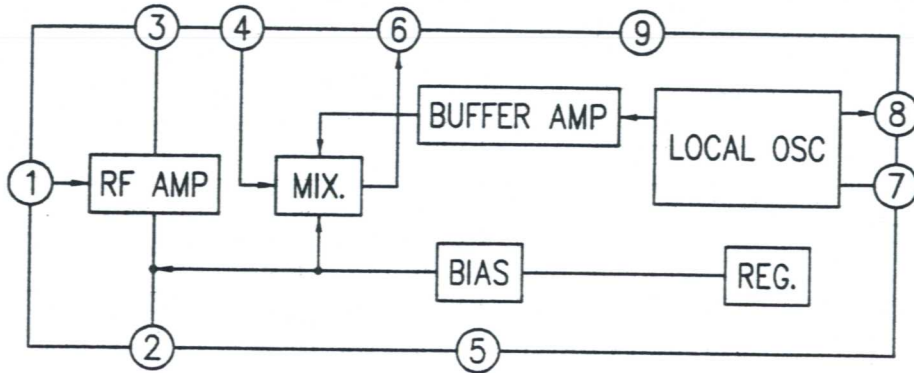 3
4
6
9
BUFFER AMP
LOCAL OSC
8
1
RF AMP
MIX.
7
BIAS
REG.
2
5